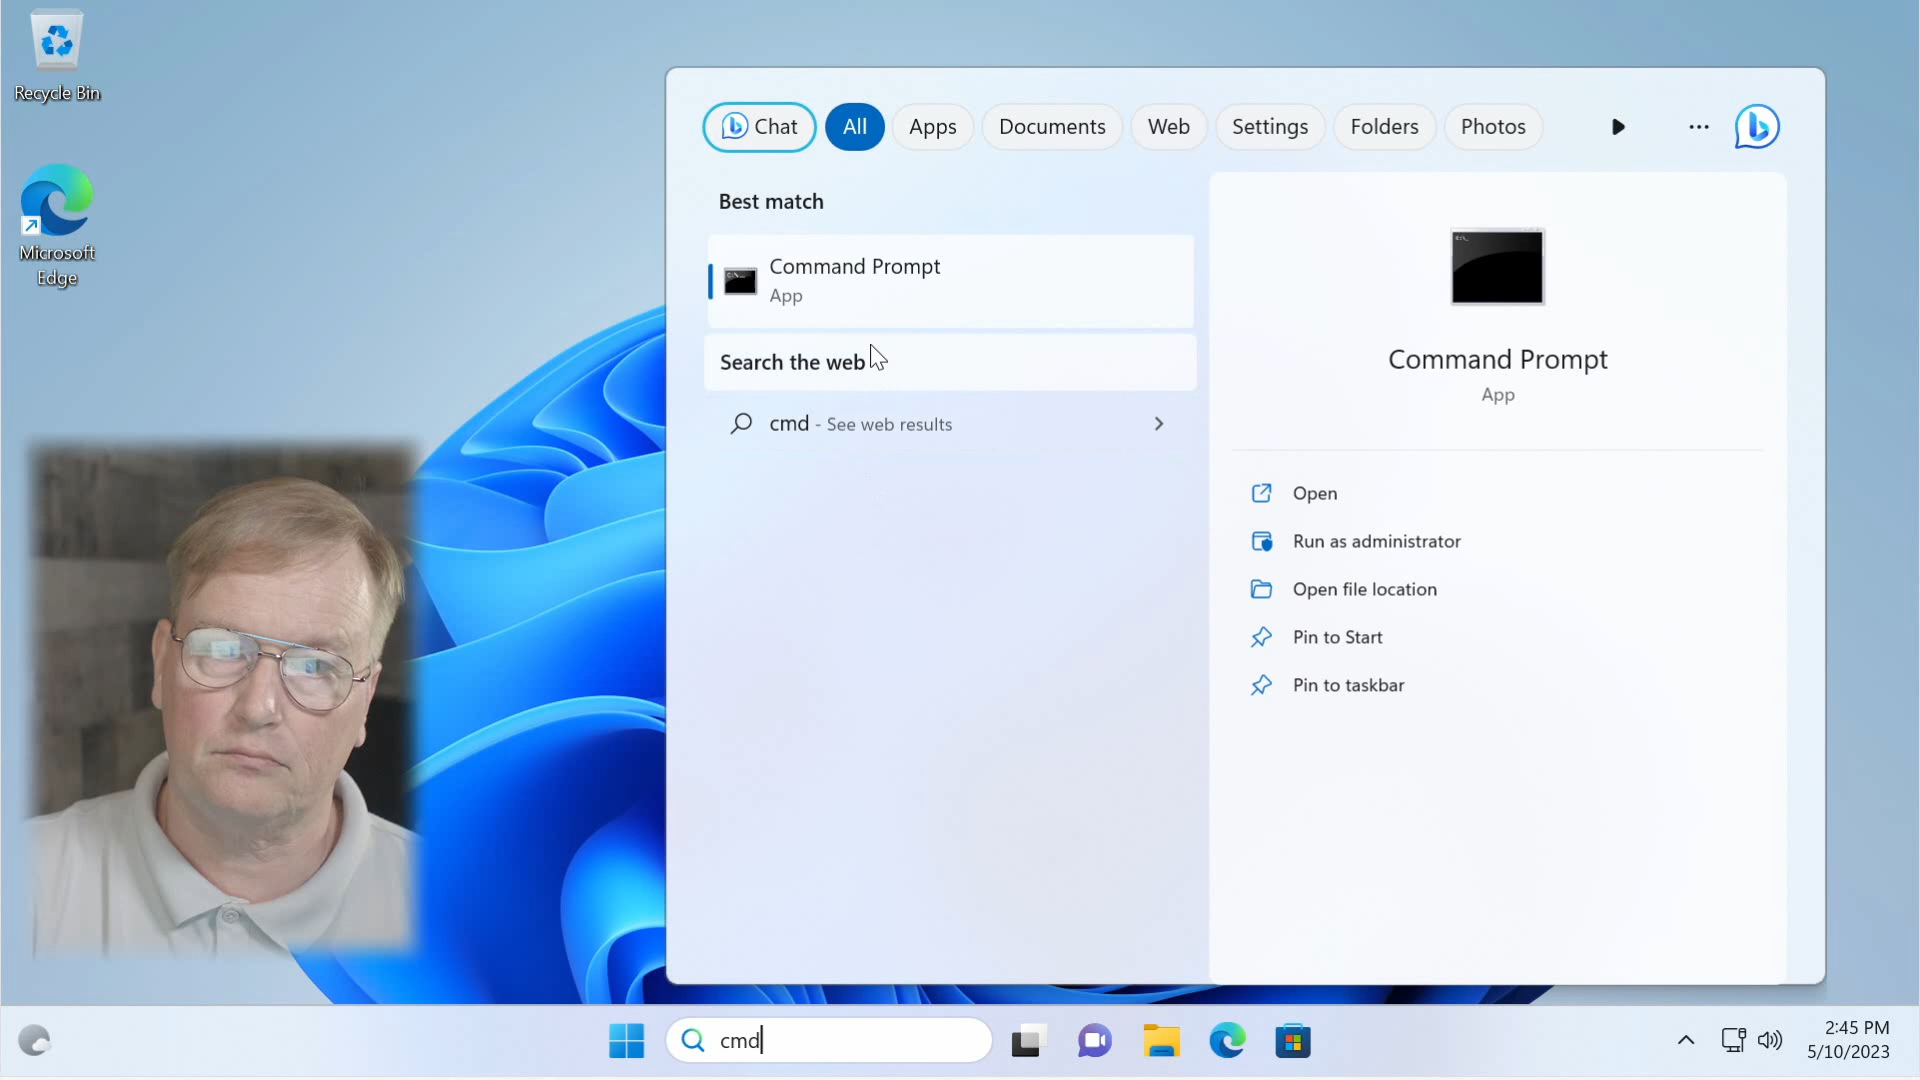 Recycle Bin
Microsoft
Edge
Chat
All
Apps
Documents
Web
Settings
Folders
Photos
Best match
Command Prompt
App
Search the web
cmd - See web results
Command Prompt
App
Open
Run as administrator
Open file location
Pin to Start
Pin to taskbar
cmd
2:45 PM
5/10/2023